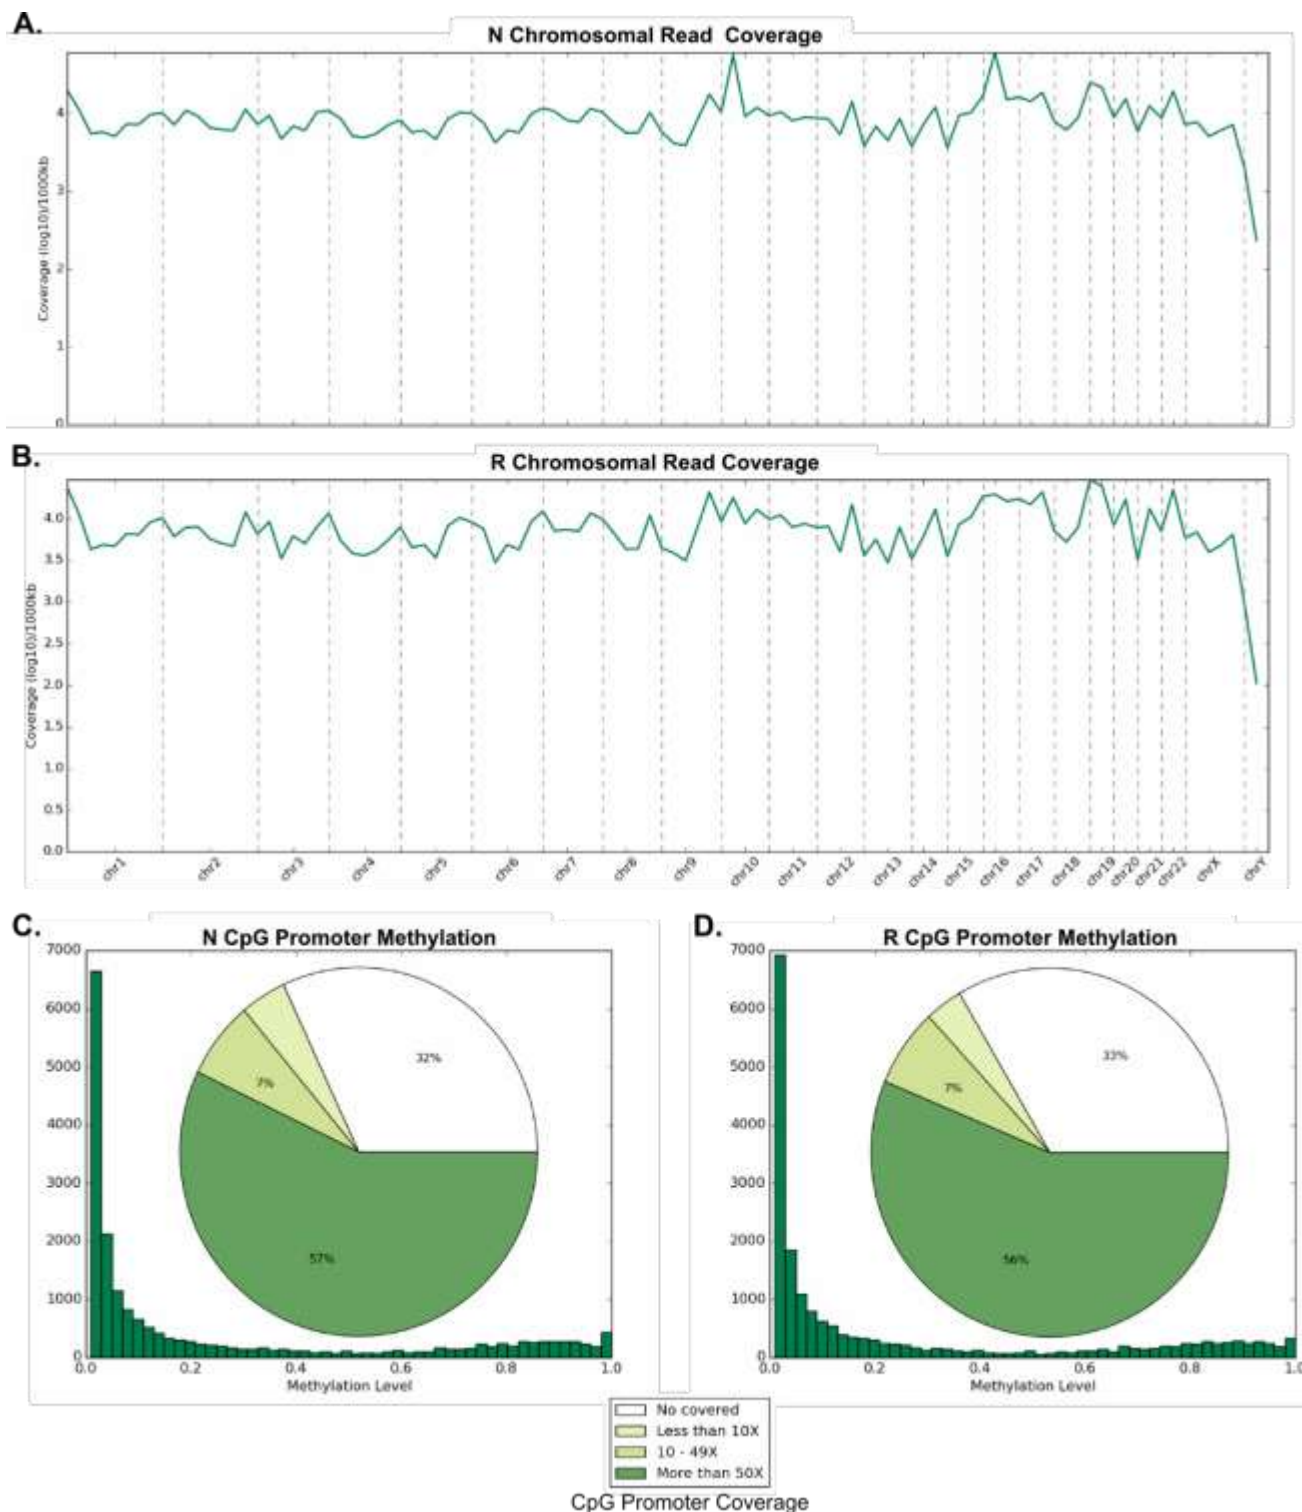 A.
N Chromosomal Read Coverage
4
3
2
1
0
Coverage (log10)/1000kb
B.
R Chromosomal Read Coverage
4.0
3.5
3.0
2.5
2.0
1.5
1.0
0.5
0.0
Coverage (log10)/1000kb
chr1 chr2 chr3 chr4 chr5 chr6 chr7 chr8 chr9 chr10 chr11 chr12 chr13 chr14 chr15 chr16 chr17 chr18 chr19 chr20 chr21 chr22 chrX chrY
C.
N CpG Promoter Methylation
7000
6000
5000
4000
3000
2000
1000
0
32%
7%
57%
0.0 0.2 0.4 0.6 0.8 1.0
Methylation Level
D.
R CpG Promoter Methylation
7000
6000
5000
4000
3000
2000
1000
0
33%
7%
56%
0.0 0.2 0.4 0.6 0.8 1.0
Methylation Level
No covered
Less than 10X
10 - 49X
More than 50X
CpG Promoter Coverage